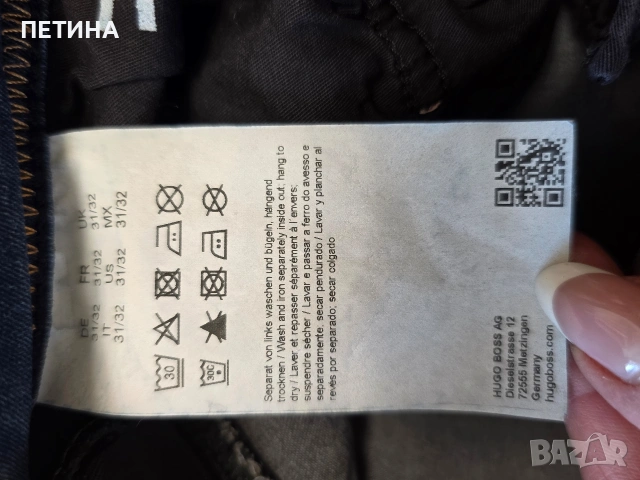 ПЕТИНА
DE FR UK
31/32 31/32 31/32
IT US MX
31/32 31/32 31/32
30
Separat von links waschen und bügeln, hängend
trocknen / Wash and iron separately inside out; hang to
dry / Laver et repasser séparément à l'envers;
suspendre sécher / Lavar e passar a ferro do avesso e
separadamente, secar pendurado / Lavar y planchar al
revés por separado; secar colgado
HUGO BOSS AG
Dieselstrasse 12
72555 Metzingen
Germany
hugoboss.com
BAZAR